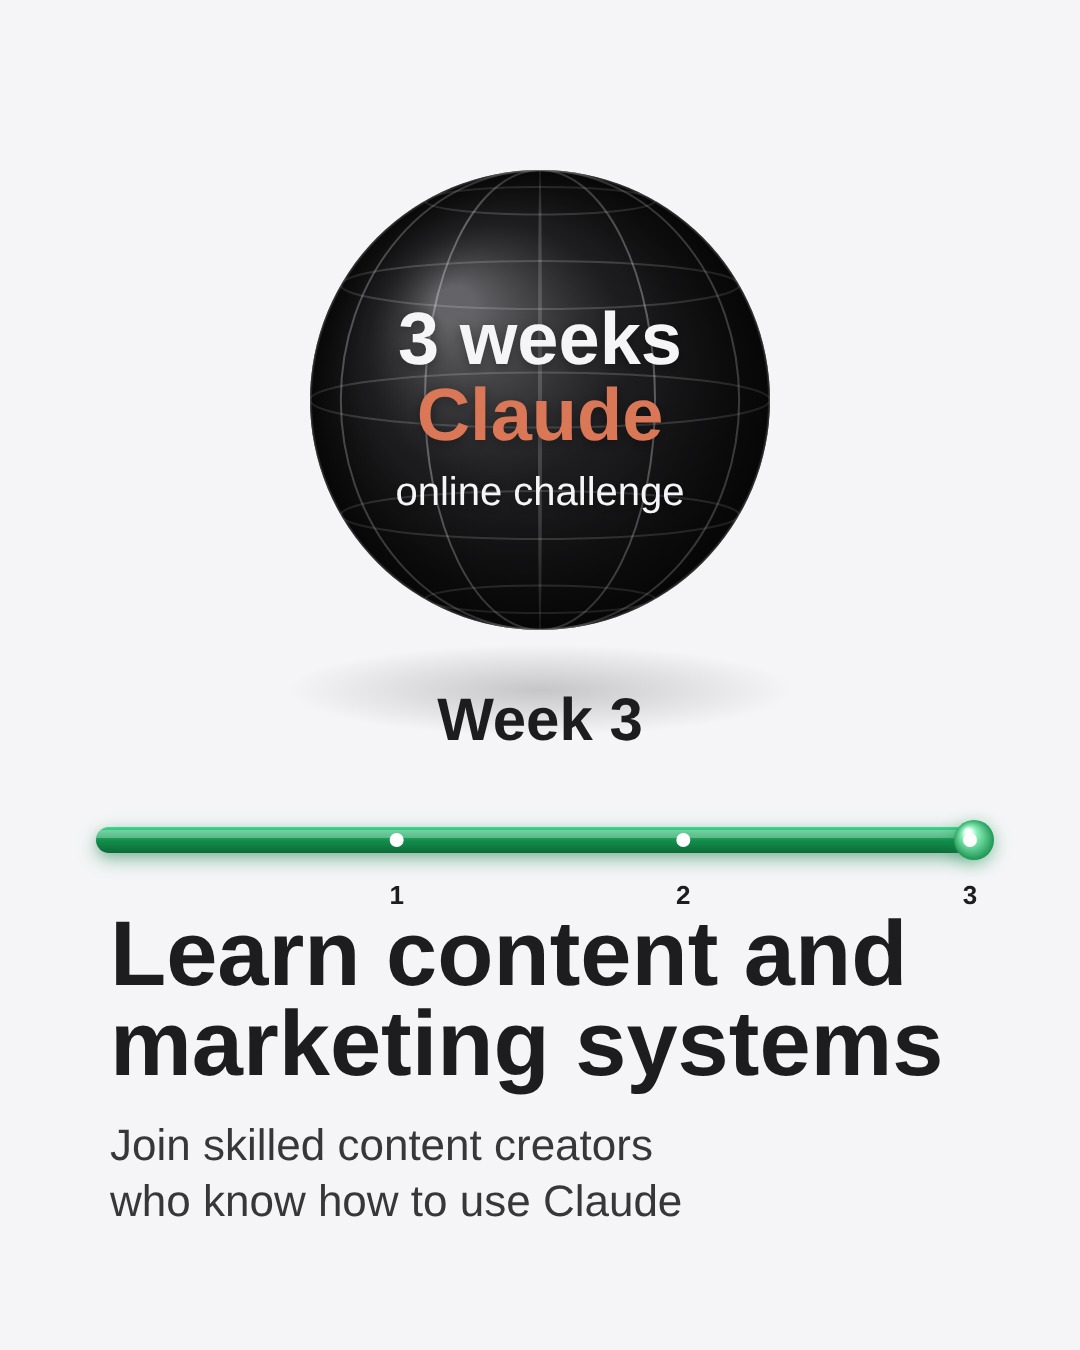 3 weeks
Claude
online challenge
Week 3
1 2 3
Learn content and
marketing systems
Join skilled content creators
who know how to use Claude